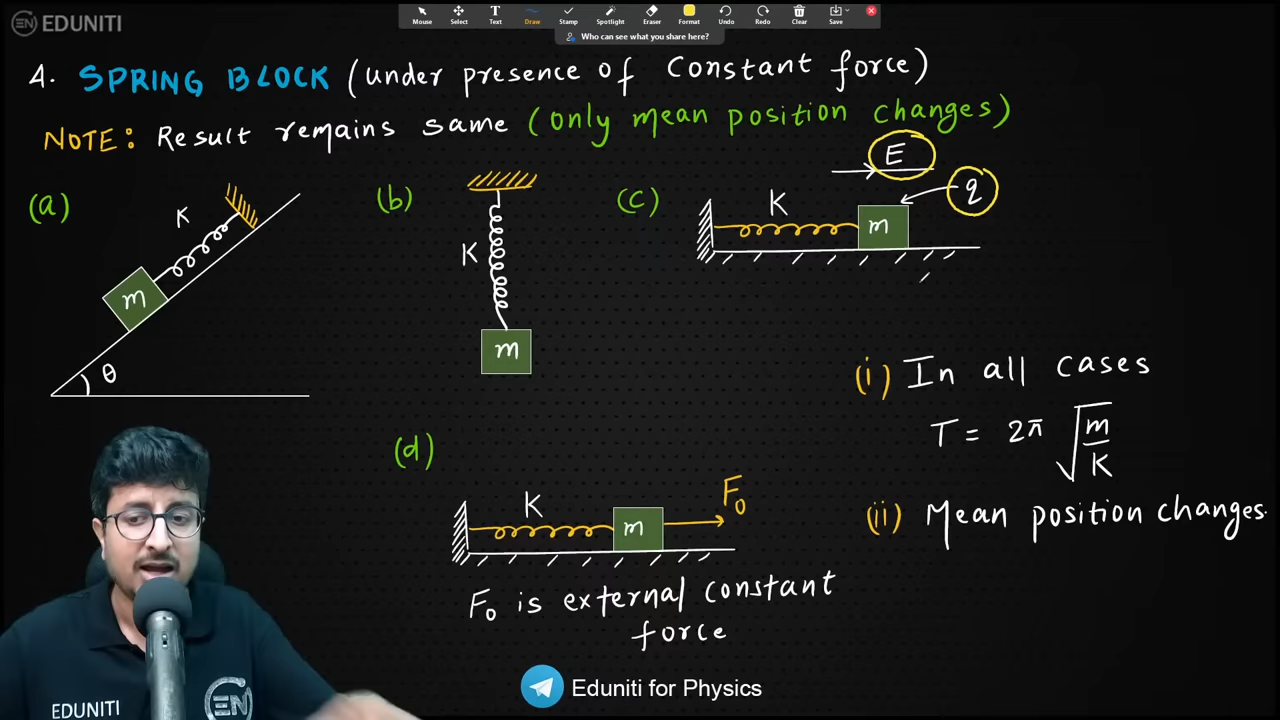 EN EDUNITI
Mouse Select Text Draw Stamp Spotlight Eraser Format Undo Redo Clear Save
Who can see what you share here?
4. SPRING BLOCK (under presence of Constant force)
NOTE: Result remains same (only mean position changes)
(a)
K
m
θ
(b)
K
m
(c)
K
m
E
q
(d)
K
m
F₀
F₀ is external constant
force
(i) In all cases
T = 2π √(m/K)
(ii) Mean position changes.
Eduniti for Physics
EDUNITI
EN